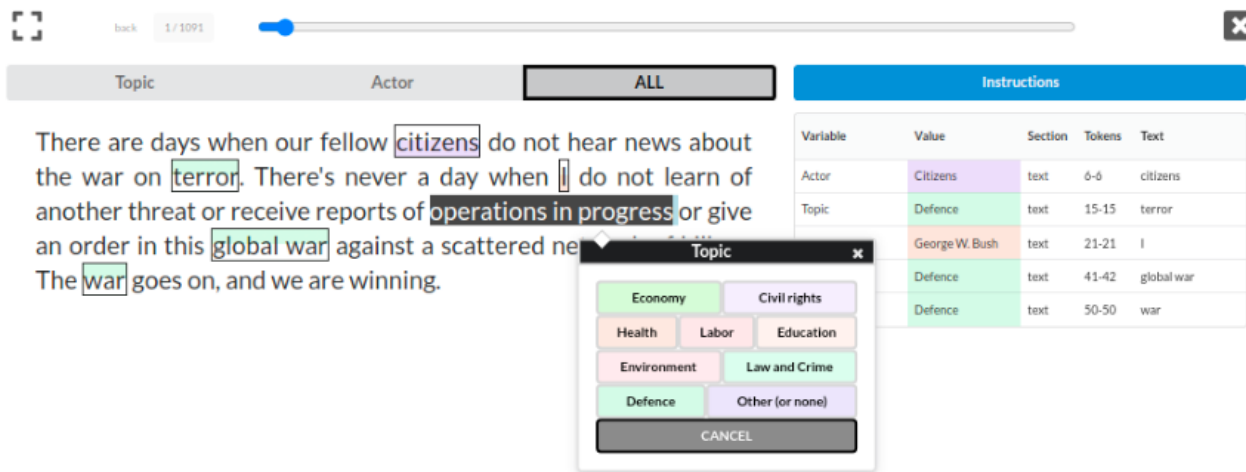 back 1 / 1091
Topic Actor ALL Instructions
There are days when our fellow citizens do not hear news about
the war on terror. There's never a day when I do not learn of
another threat or receive reports of operations in progress or give
an order in this global war against a scattered
The war goes on, and we are winning.
Topic
Economy Civil rights
Health Labor Education
Environment Law and Crime
Defence Other (or none)
CANCEL
Variable Value Section Tokens Text
Actor Citizens text 6-6 citizens
Topic Defence text 15-15 terror
George W. Bush text 21-21 I
Defence text 41-42 global war
Defence text 50-50 war